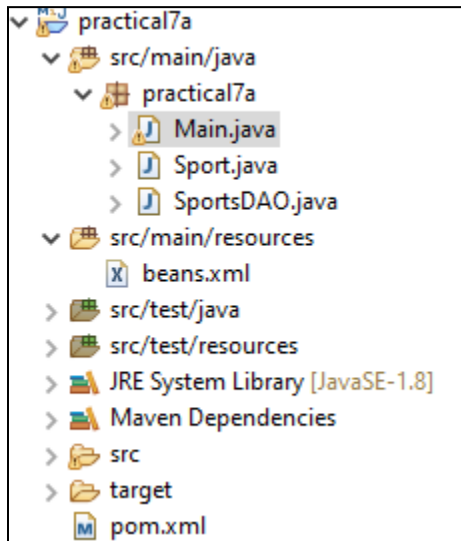 practical7a
src/main/java
practical7a
Main.java
Sport.java
SportsDAO.java
src/main/resources
beans.xml
src/test/java
src/test/resources
JRE System Library [JavaSE-1.8]
Maven Dependencies
src
target
pom.xml